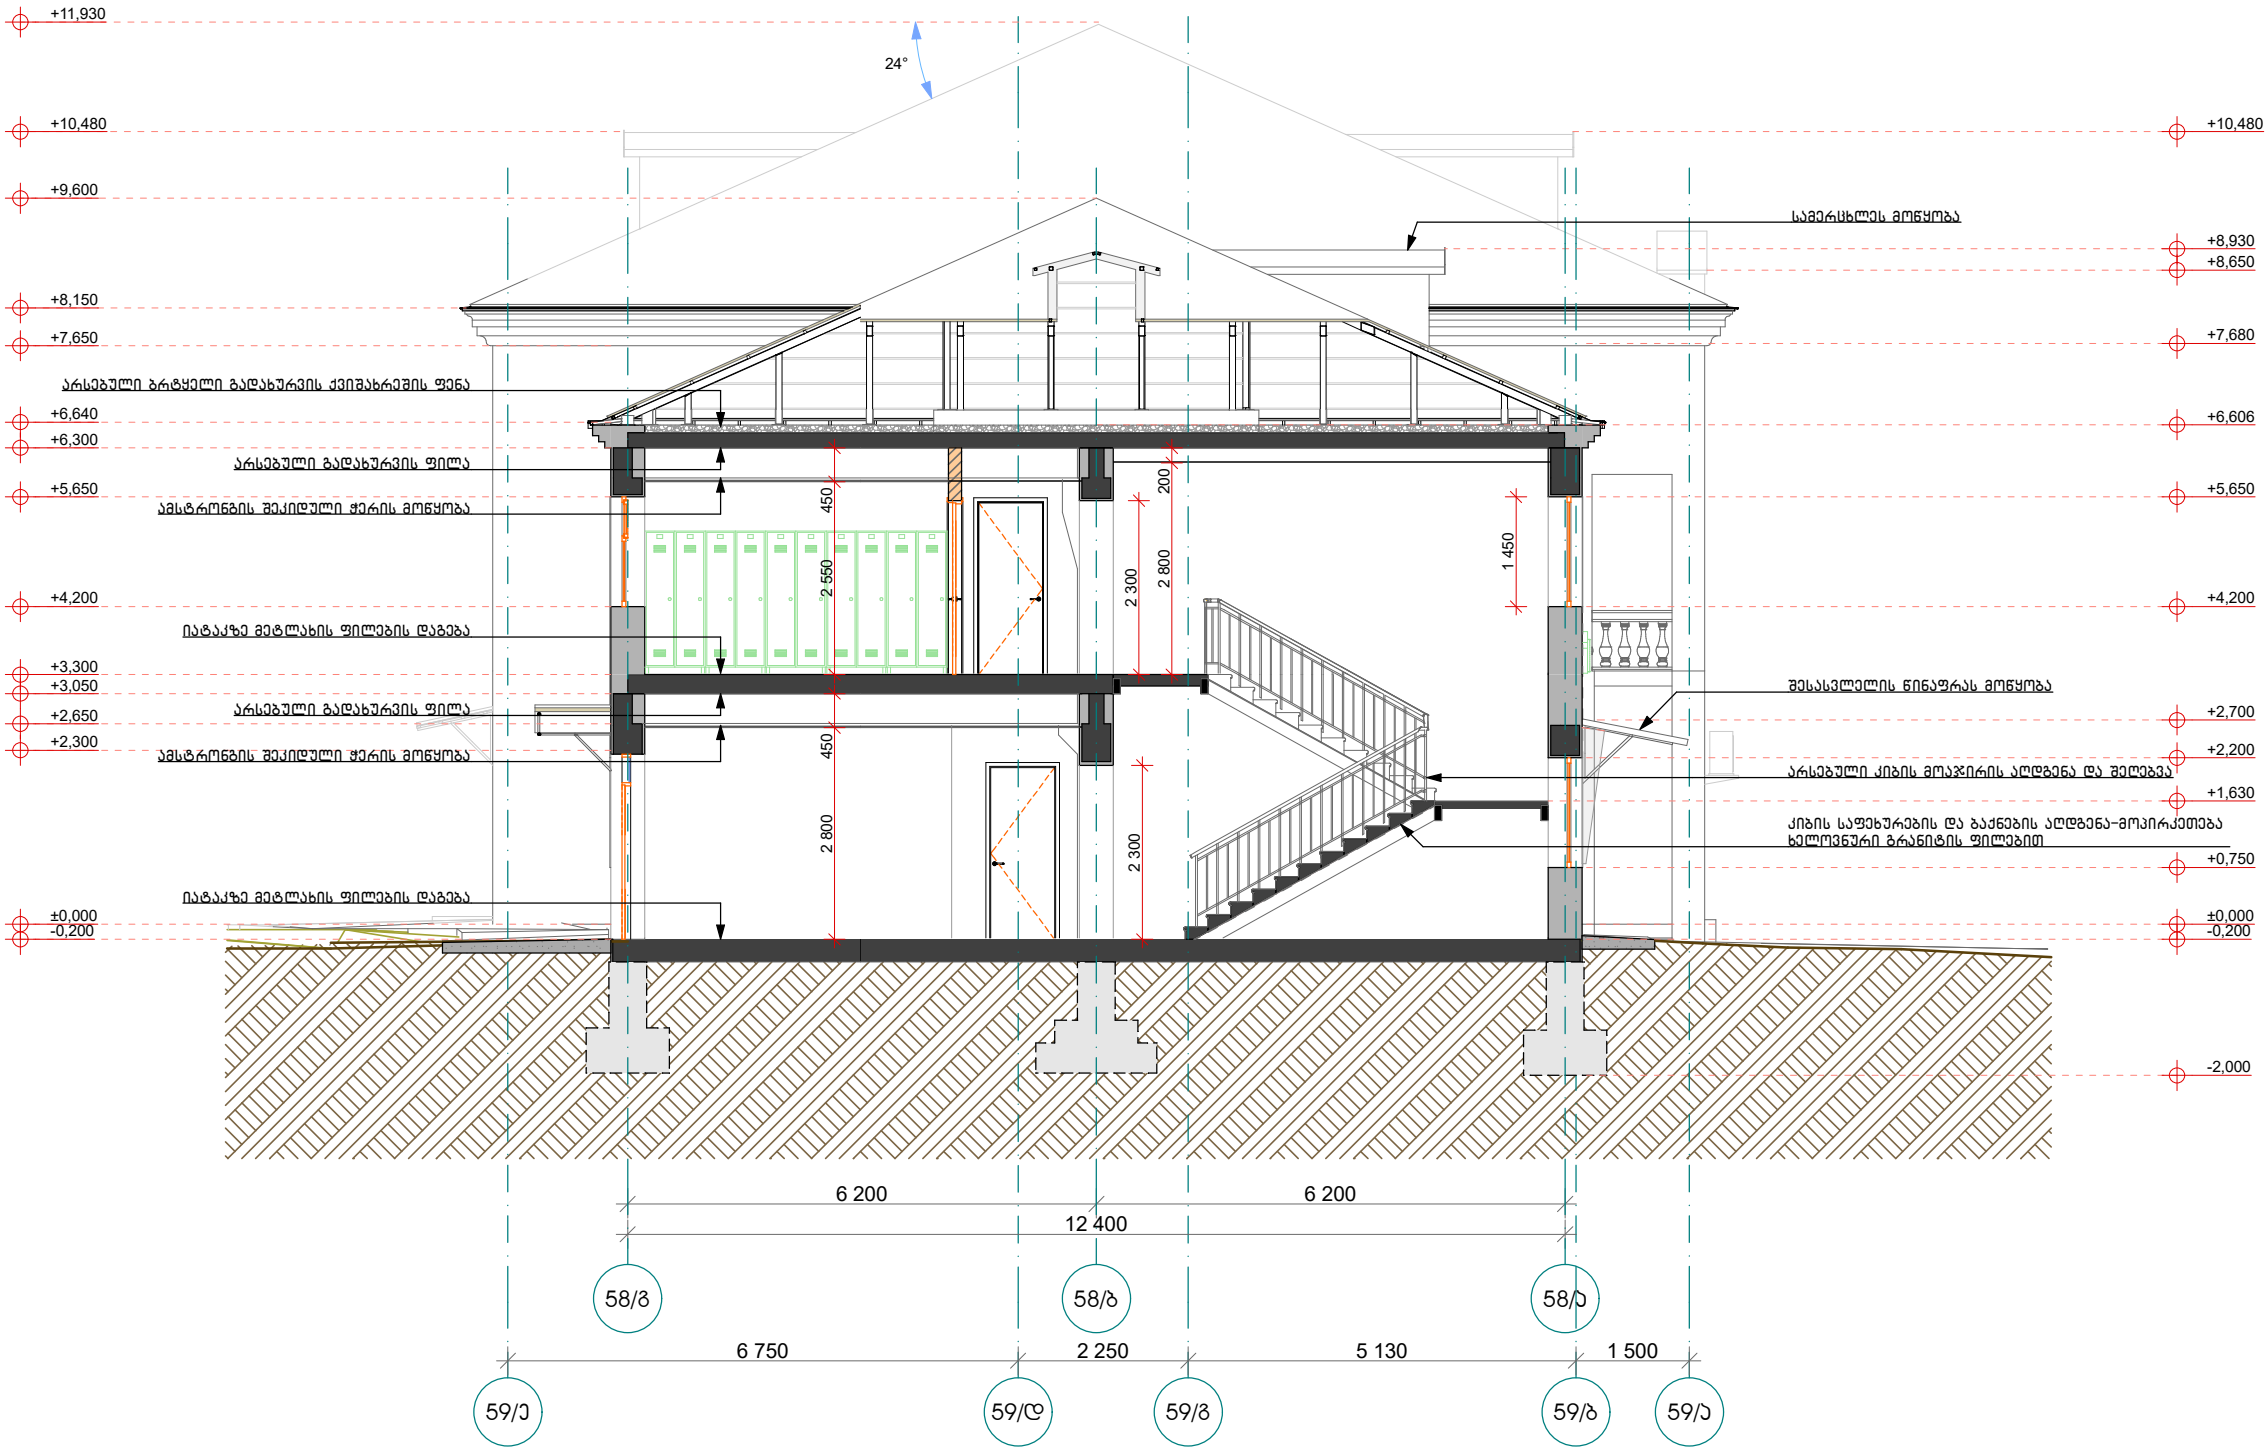 +11,930
24°
+10,480
+10,480
+9,600
სამერცხლეს მოწყობა
+8,930
+8,650
+8,150
+7,650
+7,680
არსებული ბრტყელი გადახურვის ქვიშახრეშის ფენა
+6,640
+6,606
+6,300
არსებული გადახურვის ფილა
+5,650
+5,650
ამსტრონგის შეკიდული ჭერის მოწყობა
450
200
2 550
2 300
2 800
1 450
+4,200
+4,200
იატაკზე მეტლახის ფილების დაგება
+3,300
+3,050
შესასვლელის წინაფრას მოწყობა
არსებული გადახურვის ფილა
+2,650
+2,700
+2,300
+2,200
ამსტრონგის შეკიდული ჭერის მოწყობა
450
არსებული კიბის მოაჯირის აღდგენა და შეღებვა
+1,630
2 800
2 300
კიბის საფეხურების და ბაქნების აღდგენა-მოპირკეთება
ხელოვნური გრანიტის ფილებით
+0,750
იატაკზე მეტლახის ფილების დაგება
±0,000
-0,200
±0,000
-0,200
-2,000
6 200
6 200
12 400
58/გ
58/ბ
58/ა
6 750
2 250
5 130
1 500
59/ე
59/დ
59/გ
59/ბ
59/ა